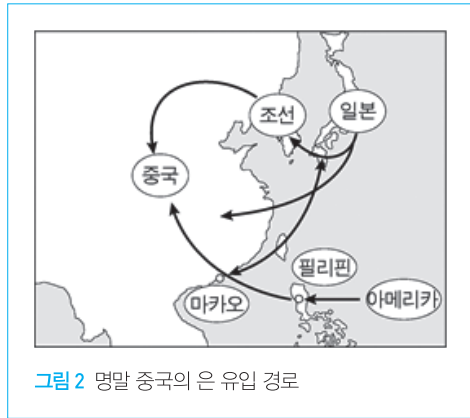 조선
일본
중국
필리핀
마카오
아메리카
그림 2 명말 중국의 은 유입 경로